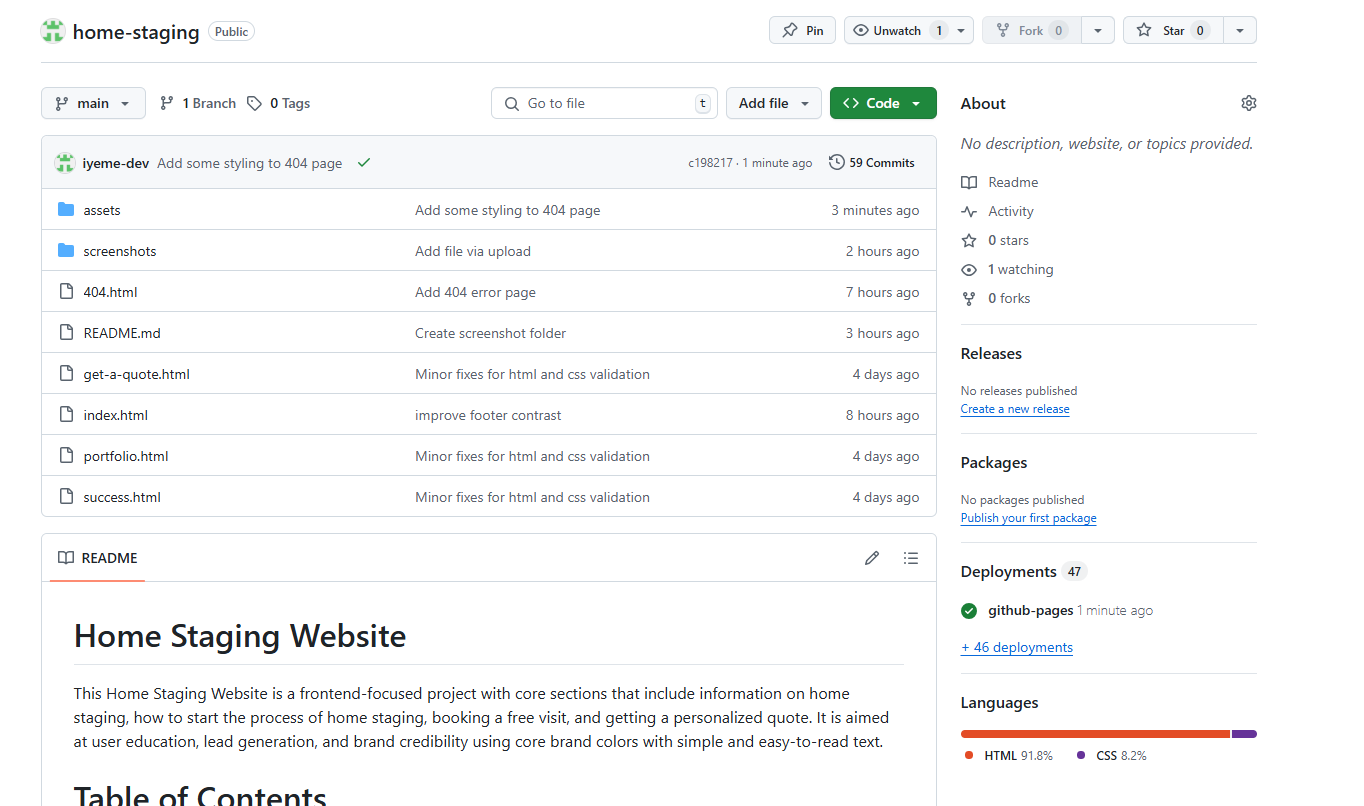 home-staging Public Pin Unwatch 1 Fork 0 Star 0
main 1 Branch 0 Tags Go to file t Add file Code
iyeme-dev Add some styling to 404 page c198217 · 1 minute ago 59 Commits
assets Add some styling to 404 page 3 minutes ago
screenshots Add file via upload 2 hours ago
404.html Add 404 error page 7 hours ago
README.md Create screenshot folder 3 hours ago
get-a-quote.html Minor fixes for html and css validation 4 days ago
index.html improve footer contrast 8 hours ago
portfolio.html Minor fixes for html and css validation 4 days ago
success.html Minor fixes for html and css validation 4 days ago
README
Home Staging Website
This Home Staging Website is a frontend-focused project with core sections that include information on home
staging, how to start the process of home staging, booking a free visit, and getting a personalized quote. It is aimed
at user education, lead generation, and brand credibility using core brand colors with simple and easy-to-read text.
Table of Contents
About
No description, website, or topics provided.
Readme
Activity
0 stars
1 watching
0 forks
Releases
No releases published
Create a new release
Packages
No packages published
Publish your first package
Deployments 47
github-pages 1 minute ago
+ 46 deployments
Languages
HTML 91.8% CSS 8.2%